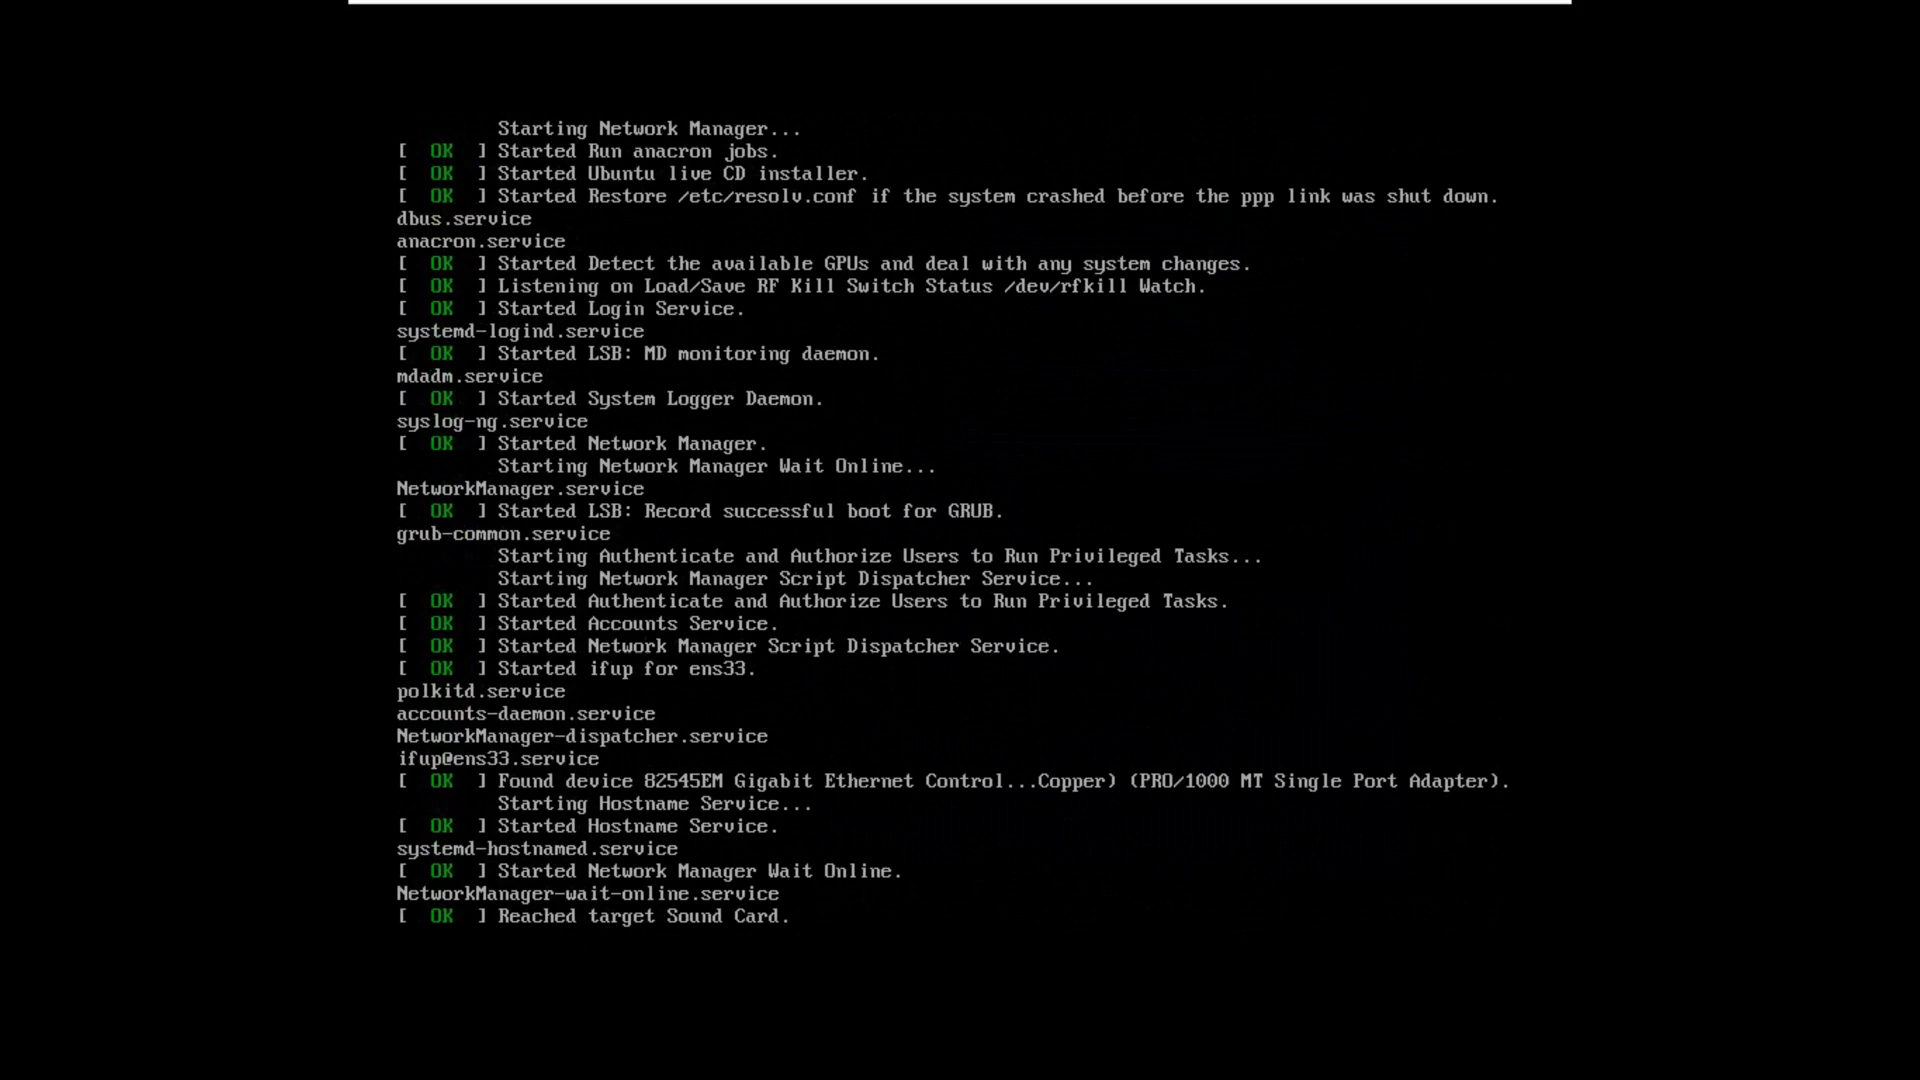 Starting Network Manager...
[  OK  ] Started Run anacron jobs.
[  OK  ] Started Ubuntu live CD installer.
[  OK  ] Started Restore /etc/resolv.conf if the system crashed before the ppp link was shut down.
dbus.service
anacron.service
[  OK  ] Started Detect the available GPUs and deal with any system changes.
[  OK  ] Listening on Load/Save RF Kill Switch Status /dev/rfkill Watch.
[  OK  ] Started Login Service.
systemd-logind.service
[  OK  ] Started LSB: MD monitoring daemon.
mdadm.service
[  OK  ] Started System Logger Daemon.
syslog-ng.service
[  OK  ] Started Network Manager.
Starting Network Manager Wait Online...
NetworkManager.service
[  OK  ] Started LSB: Record successful boot for GRUB.
grub-common.service
Starting Authenticate and Authorize Users to Run Privileged Tasks...
Starting Network Manager Script Dispatcher Service...
[  OK  ] Started Authenticate and Authorize Users to Run Privileged Tasks.
[  OK  ] Started Accounts Service.
[  OK  ] Started Network Manager Script Dispatcher Service.
[  OK  ] Started ifup for ens33.
polkitd.service
accounts-daemon.service
NetworkManager-dispatcher.service
ifup@ens33.service
[  OK  ] Found device 82545EM Gigabit Ethernet Control...Copper) (PRO/1000 MT Single Port Adapter).
Starting Hostname Service...
[  OK  ] Started Hostname Service.
systemd-hostnamed.service
[  OK  ] Started Network Manager Wait Online.
NetworkManager-wait-online.service
[  OK  ] Reached target Sound Card.